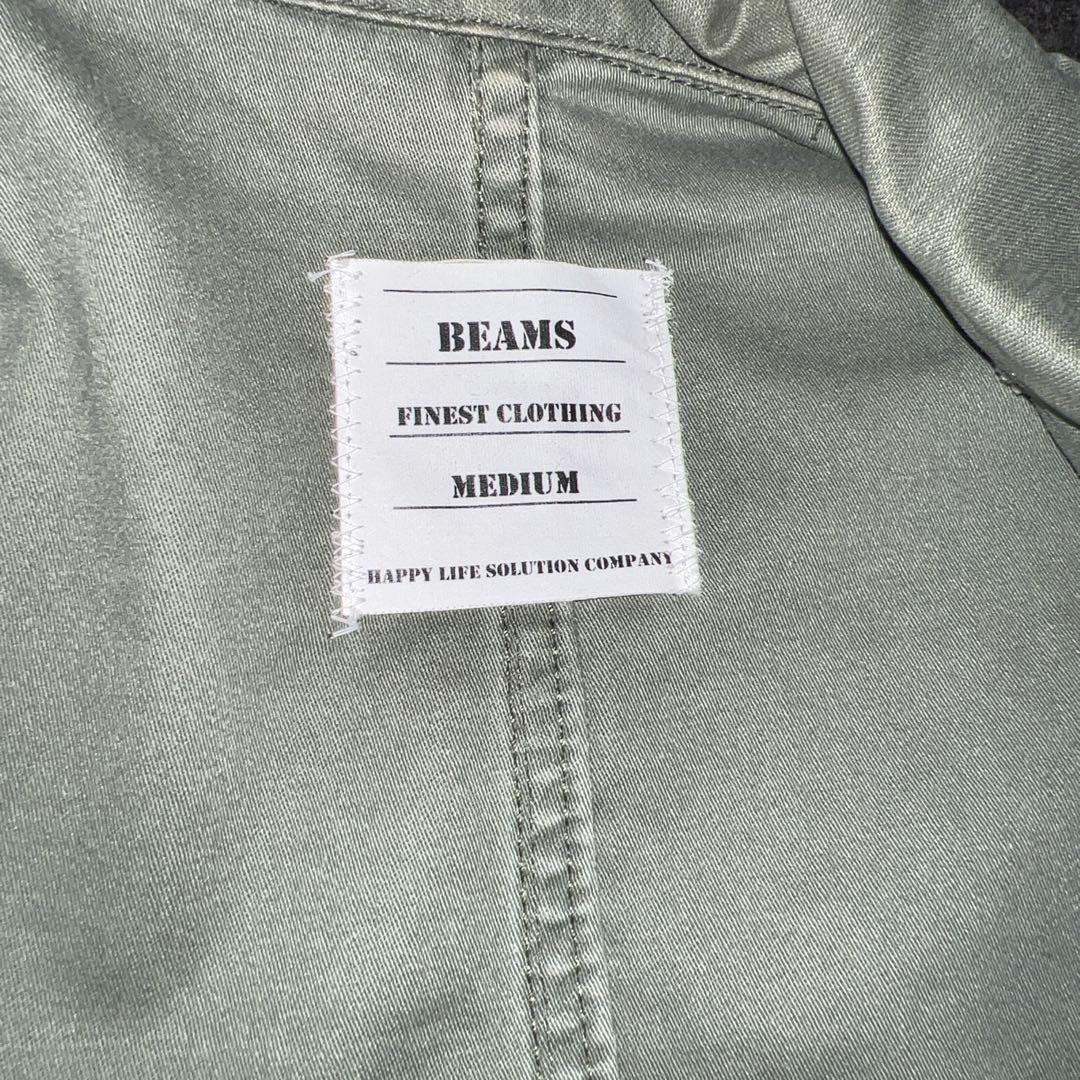 BEAMS
FINEST CLOTHING
MEDIUM
HAPPY LIFE SOLUTION COMPANY